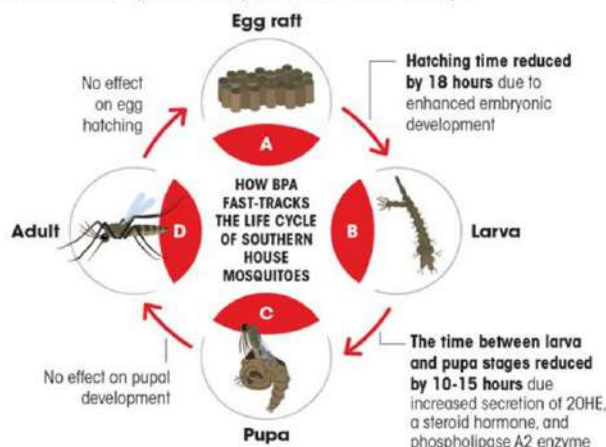 Egg raft
No effect
on egg
hatching
Hatching time reduced
by 18 hours due to
enhanced embryonic
development
A
HOW BPA
FAST-TRACKS
THE LIFE CYCLE
OF SOUTHERN
HOUSE
MOSQUITOES
Adult
D
B
Larva
C
No effect on pupal
development
Pupa
The time between larva
and pupa stages reduced
by 10-15 hours due
increased secretion of 20HE,
a steroid hormone, and
phospholipase A2 enzyme